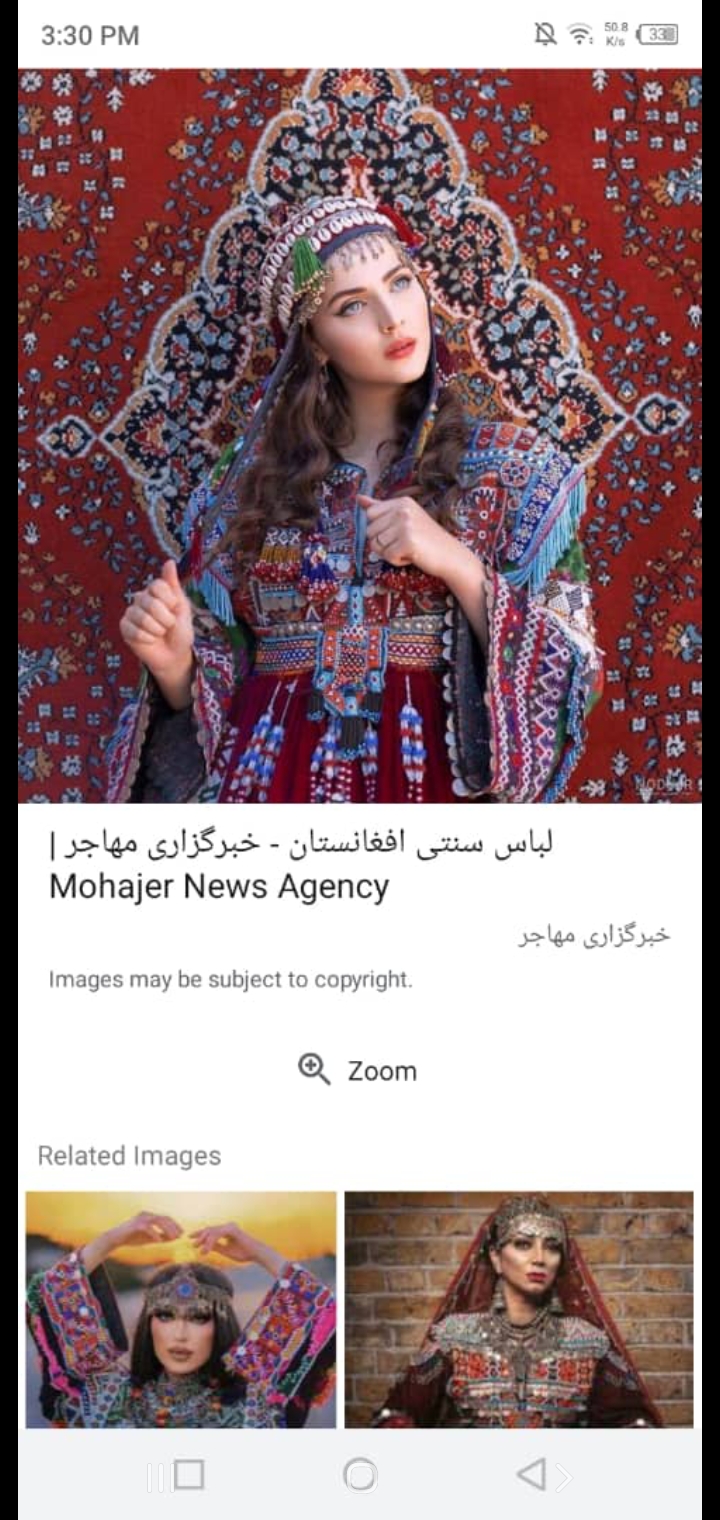 3:30 PM
50.8
K/s
33
لباس سنتی افغانستان - خبرگزاری مهاجر |
Mohajer News Agency
خبرگزاری مهاجر
Images may be subject to copyright.
Zoom
Related Images